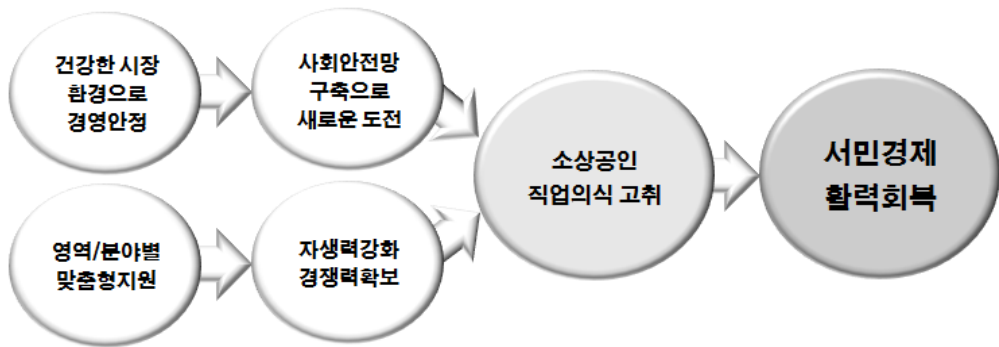 건강한 시장
환경으로
경영안정
사회안전망
구축으로
새로운 도전
영역/분야별
맞춤형지원
자생력강화
경쟁력확보
소상공인
직업의식 고취
서민경제
활력회복